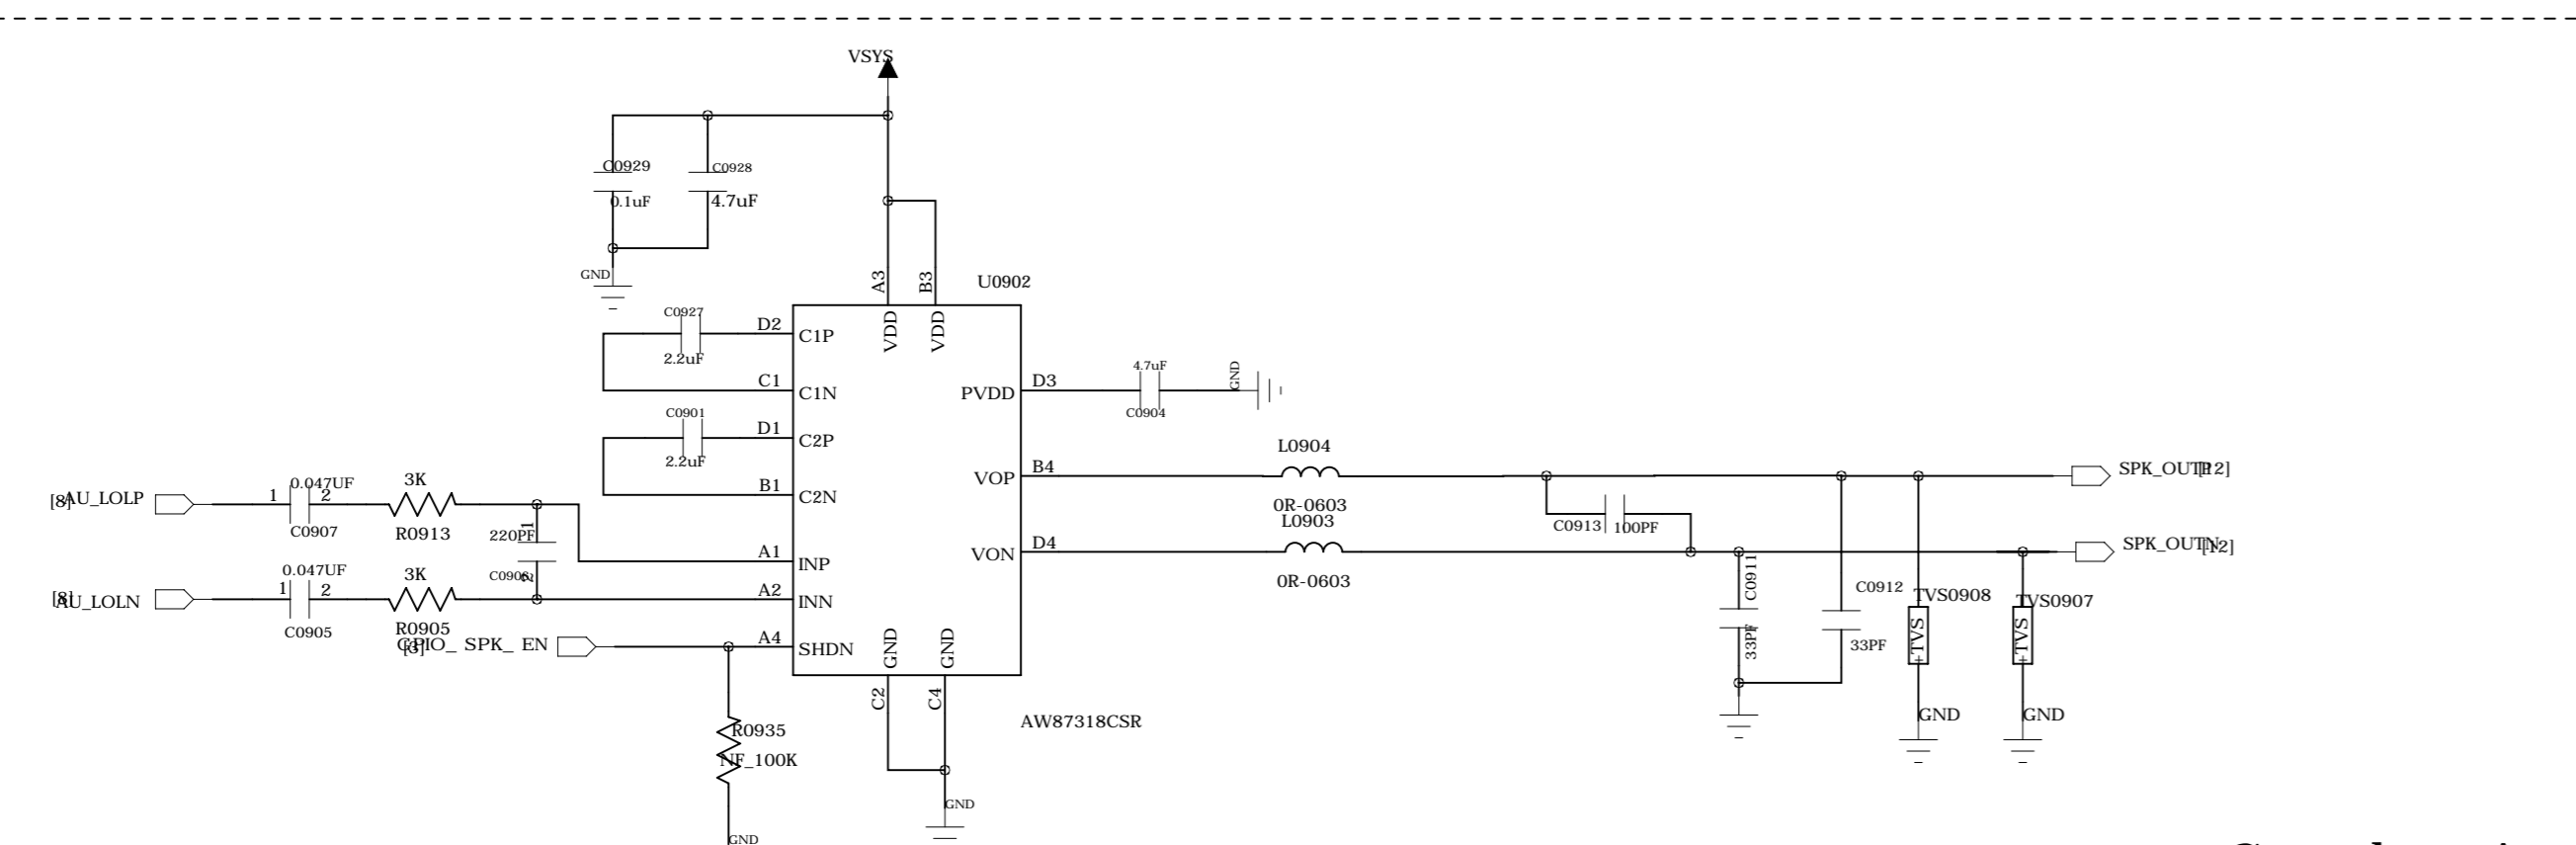 VSYS
C0929
C0928
0.1uF
4.7uF
GND
A3
B3
U0902
VDD
VDD
C0927
2.2uF
D2
C1P
C1
C1N
C0901
2.2uF
D1
C2P
B1
C2N
PVDD
D3
4.7uF
C0904
GND
VOP
B4
L0904
0R-0603
VON
D4
L0903
0R-0603
C0913
100PF
SPK_OUTP
[12]
SPK_OUTN
[12]
[8]
AU_LOLP
1
0.047UF
2
C0907
3K
R0913
220PF
1
C0906
2
A1
INP
[8]
AU_LOLN
1
0.047UF
2
C0905
3K
R0905
A2
INN
GPIO_ SPK_ EN
[3]
A4
SHDN
GND
GND
C2
C4
AW87318CSR
R0935
NF_100K
GND
GND
C0911
33PF
C0912
33PF
TVS0908
+TVS
GND
TVS0907
+TVS
GND